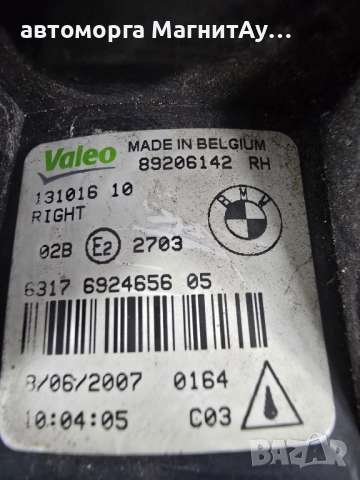 автоморга МагнитАу...
Valeo
MADE IN BELGIUM
89206142 RH
131016 10
RIGHT
BMW
02B E2 2703
6317 6924656 05
8/06/2007 0164
10:04:05 C03
bazar